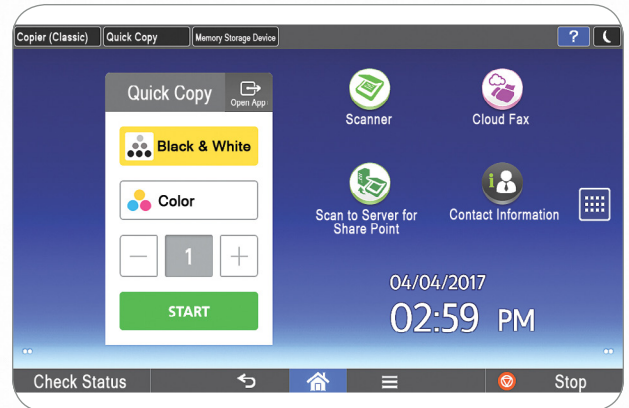 Copier (Classic)
Quick Copy
Memory Storage Device
?
Quick Copy
Open App
Black & White
Color
1
START
Scanner
Cloud Fax
Scan to Server for
Share Point
Contact Information
04/04/2017
02:59 PM
Check Status
Stop